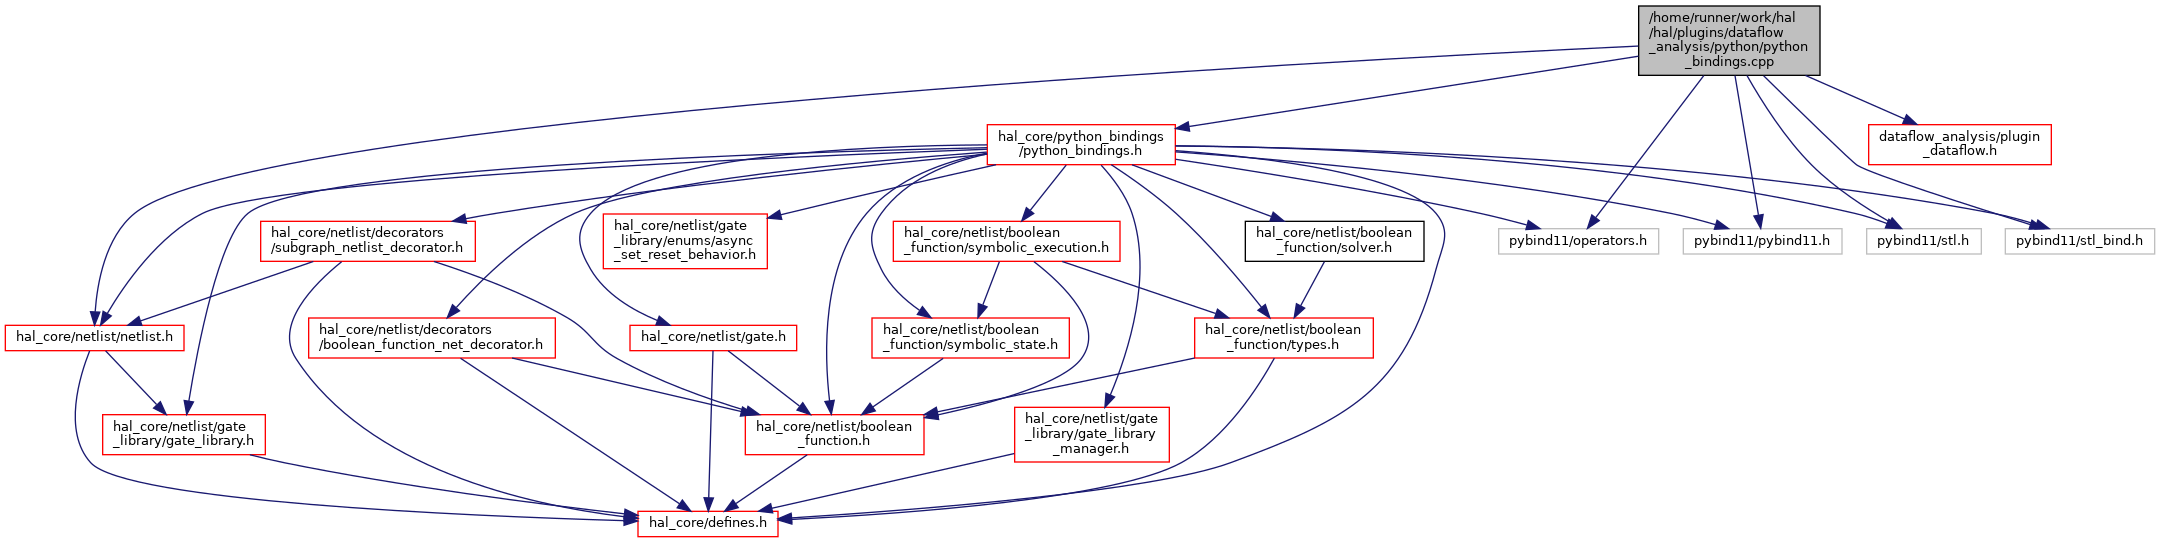 /home/runner/work/hal
/hal/plugins/dataflow
_analysis/python/python
_bindings.cpp
hal_core/python_bindings
/python_bindings.h
dataflow_analysis/plugin
_dataflow.h
hal_core/netlist/decorators
/subgraph_netlist_decorator.h
hal_core/netlist/gate
_library/enums/async
_set_reset_behavior.h
hal_core/netlist/boolean
_function/symbolic_execution.h
hal_core/netlist/boolean
_function/solver.h
pybind11/operators.h
pybind11/pybind11.h
pybind11/stl.h
pybind11/stl_bind.h
hal_core/netlist/netlist.h
hal_core/netlist/decorators
/boolean_function_net_decorator.h
hal_core/netlist/gate.h
hal_core/netlist/boolean
_function/symbolic_state.h
hal_core/netlist/boolean
_function/types.h
hal_core/netlist/gate
_library/gate_library.h
hal_core/netlist/boolean
_function.h
hal_core/netlist/gate
_library/gate_library
_manager.h
hal_core/defines.h